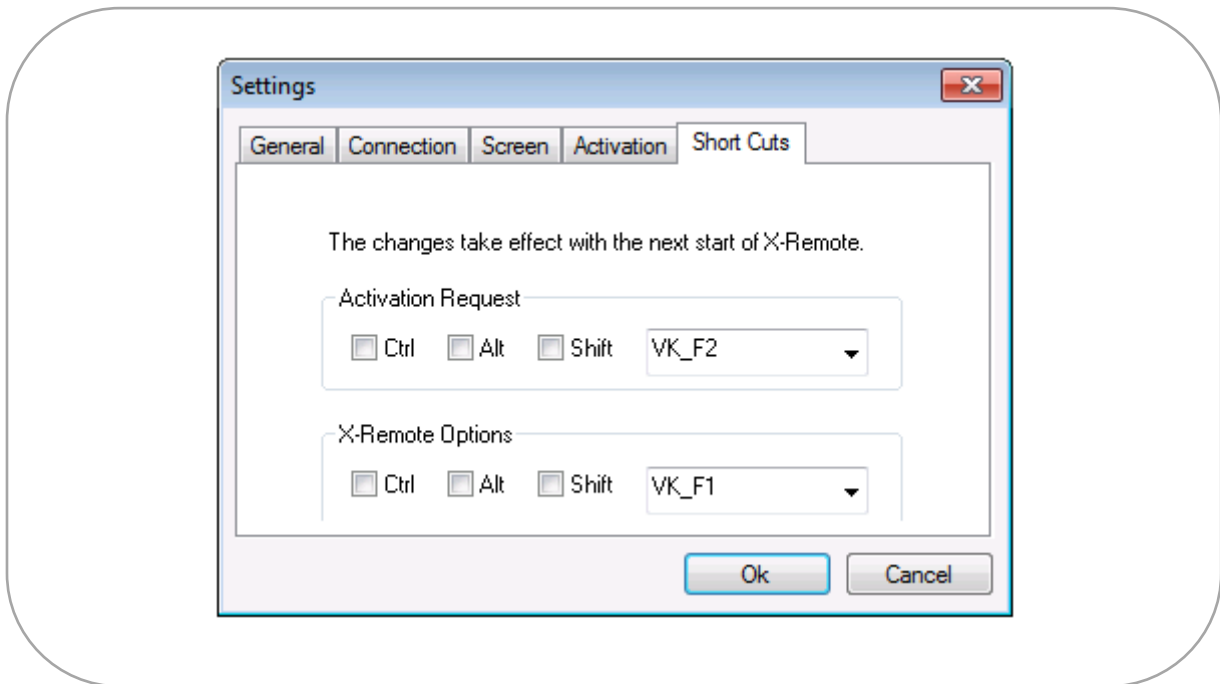 Settings
General Connection Screen Activation Short Cuts
The changes take effect with the next start of X-Remote.
Activation Request
Ctrl Alt Shift VK_F2
X-Remote Options
Ctrl Alt Shift VK_F1
Ok Cancel